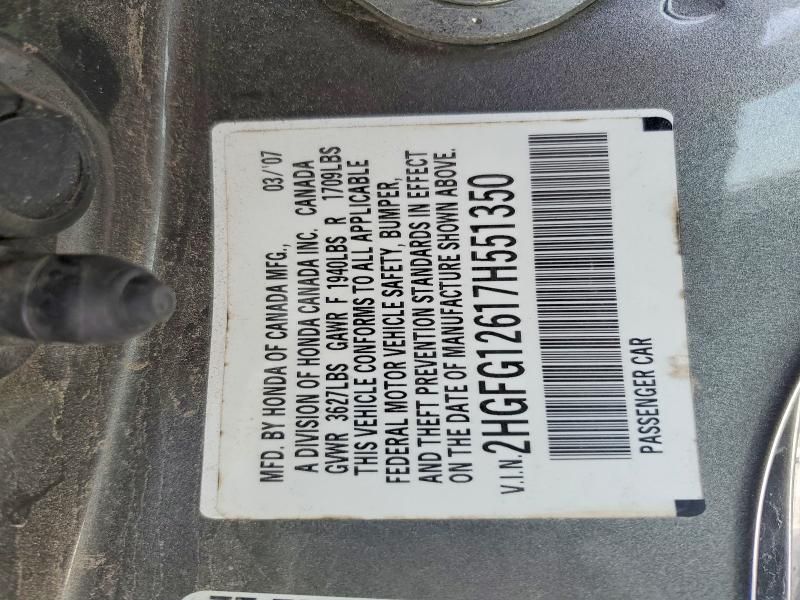 MFD. BY HONDA OF CANADA MFG., 03/'07
A DIVISION OF HONDA CANADA INC. CANADA
GVWR 3627LBS GAWR F 1940LBS R 1709LBS
THIS VEHICLE CONFORMS TO ALL APPLICABLE
FEDERAL MOTOR VEHICLE SAFETY, BUMPER,
AND THEFT PREVENTION STANDARDS IN EFFECT
ON THE DATE OF MANUFACTURE SHOWN ABOVE.
V.I.N. 2HGFG12617H551350
PASSENGER CAR